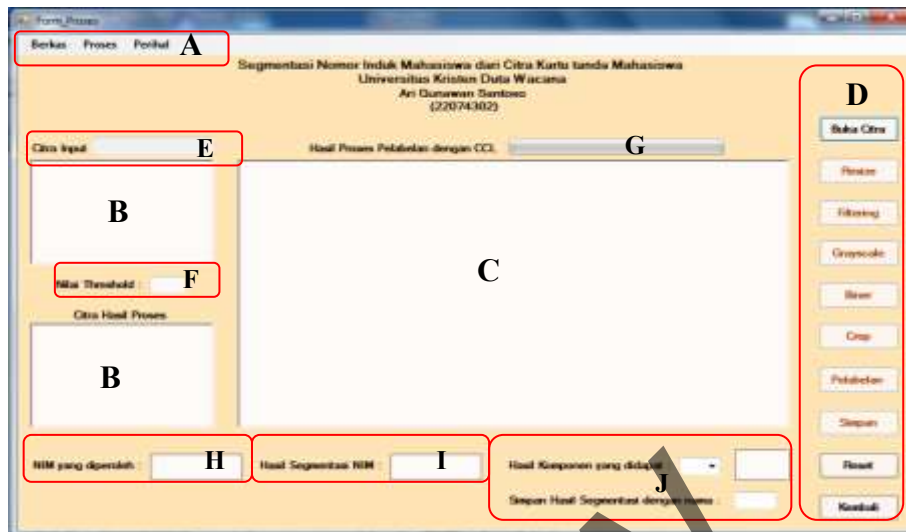 Form_Proses
Berkas Proses Perihal A
Segmentasi Nomor Induk Mahasiswa dari Citra Kartu tanda Mahasiswa
Universitas Kristen Duta Wacana
Ari Gunawan Santoso
(22074302)
D
Buka Citra
Citra Input E
Hasil Proses Pelabelan dengan CCL G
Resize
B
Filtering
C
Grayscale
Nilai Threshold : F
Biner
Citra Hasil Proses
Crop
B
Pelabelan
Simpan
NIM yang diperoleh : H
Hasil Segmentasi NIM : I
Hasil Komponen yang didapat :
J
Reset
Simpan Hasil Segmentasi dengan nama :
Kembali